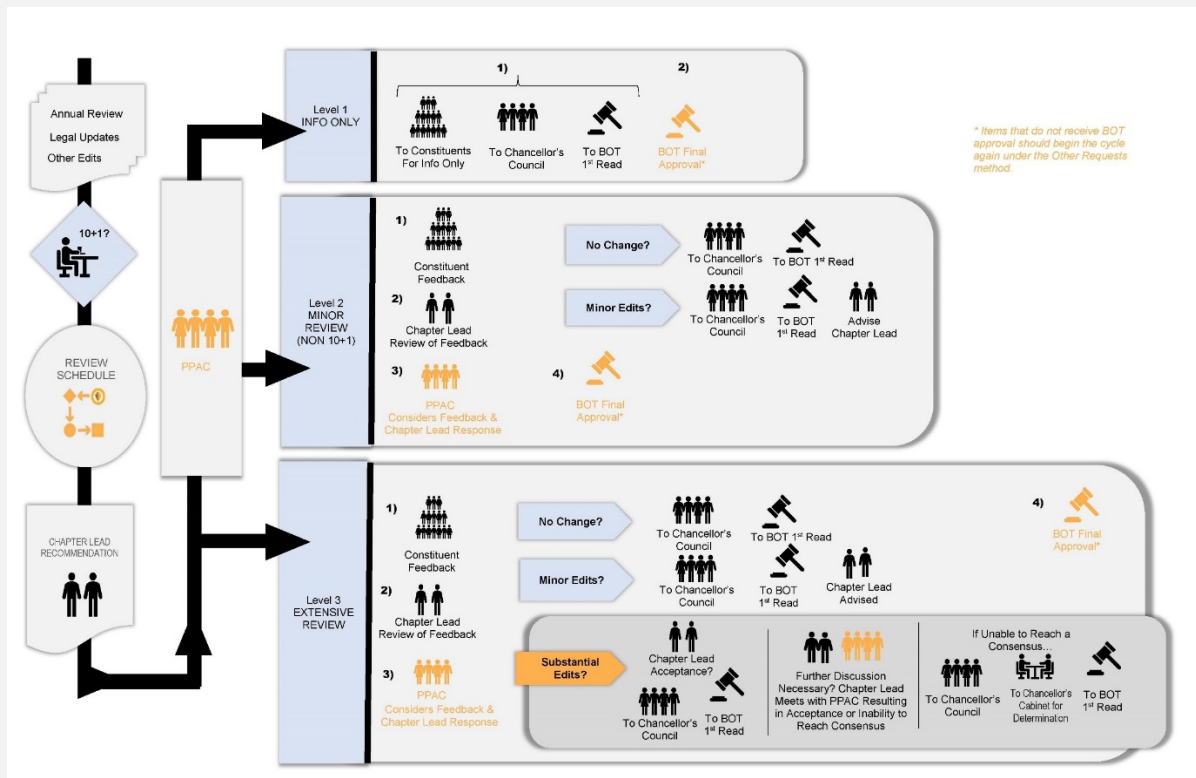 Annual Review
Legal Updates
Other Edits
10+1?
REVIEW
SCHEDULE
CHAPTER LEAD
RECOMMENDATION
PPAC
Level 1
INFO ONLY
1)
To Constituents
For Info Only
To Chancellor's
Council
To BOT
1st Read
2)
BOT Final
Approval*
* Items that do not receive BOT
approval should begin the cycle
again under the Other Requests
method.
Level 2
MINOR
REVIEW
(NON 10+1)
1)
Constituent
Feedback
2)
Chapter Lead
Review of Feedback
3)
PPAC
Considers Feedback &
Chapter Lead Response
No Change?
To Chancellor's
Council
To BOT 1st Read
Minor Edits?
To Chancellor's
Council
To BOT
1st Read
Advise
Chapter Lead
4)
BOT Final
Approval*
Level 3
EXTENSIVE
REVIEW
1)
Constituent
Feedback
2)
Chapter Lead
Review of Feedback
3)
PPAC
Considers Feedback &
Chapter Lead Response
No Change?
To Chancellor's
Council
To BOT 1st Read
Minor Edits?
To Chancellor's
Council
To BOT
1st Read
Chapter Lead
Advised
Substantial
Edits?
Chapter Lead
Acceptance?
To Chancellor's
Council
To BOT
1st Read
Further Discussion
Necessary? Chapter Lead
Meets with PPAC Resulting
in Acceptance or Inability to
Reach Consensus
If Unable to Reach a
Consensus…
To Chancellor's
Council
To Chancellor's
Cabinet for
Determination
To BOT
1st Read
4)
BOT Final
Approval*